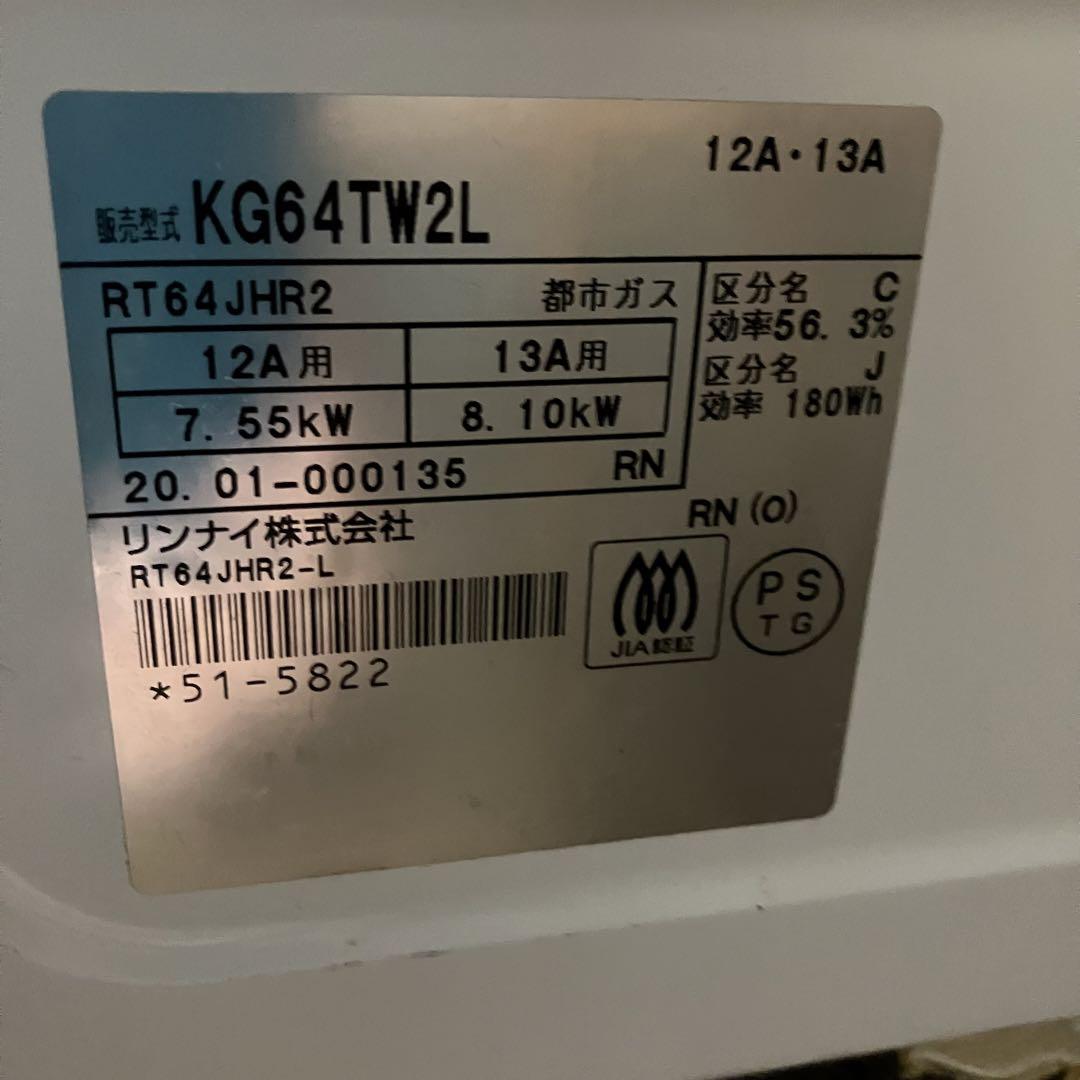 12A・13A
販売型式 KG64TW2L
RT64JHR2 都市ガス
12A用 13A用
7.55kW 8.10kW
20.01-000135 RN
区分名 C
効率56.3%
区分名 J
効率 180Wh
リンナイ株式会社
RN(O)
RT64JHR2-L
*51-5822
JIA認証
PS
TG